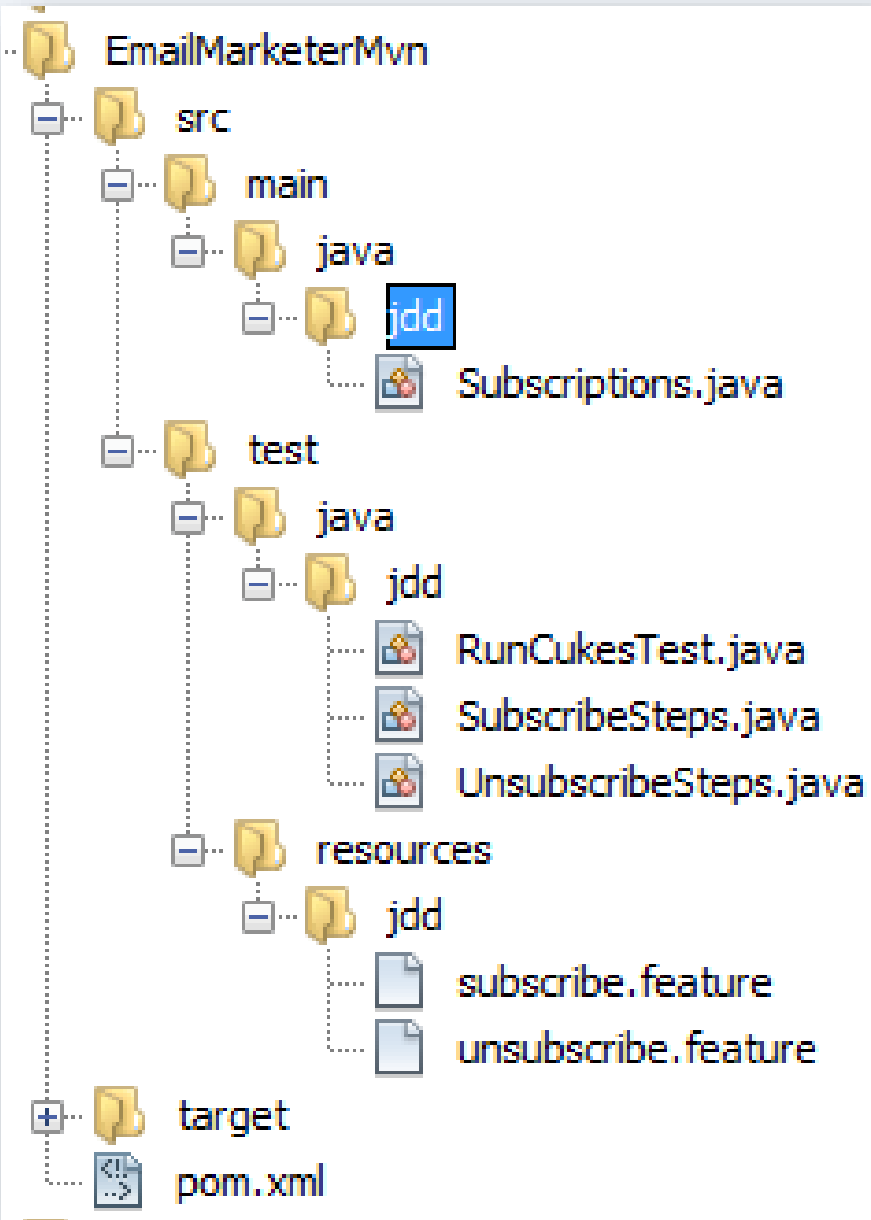 EmailMarketerMvn
src
main
java
jdd
Subscriptions.java
test
java
jdd
RunCukesTest.java
SubscribeSteps.java
UnsubscribeSteps.java
resources
jdd
subscribe.feature
unsubscribe.feature
target
pom.xml